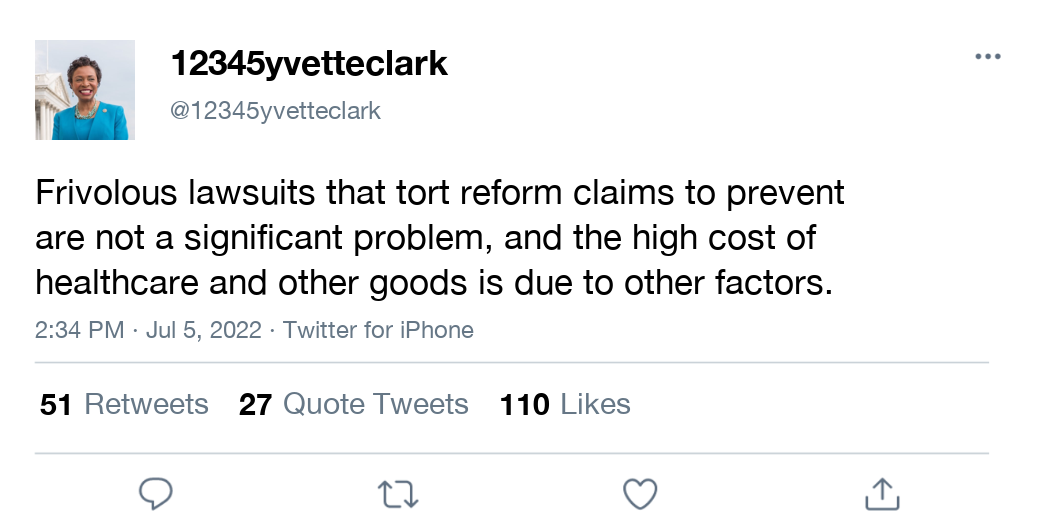 12345yvetteclark
@12345yvetteclark
Frivolous lawsuits that tort reform claims to prevent
are not a significant problem, and the high cost of
healthcare and other goods is due to other factors.
2:34 PM · Jul 5, 2022 · Twitter for iPhone
51 Retweets 27 Quote Tweets 110 Likes